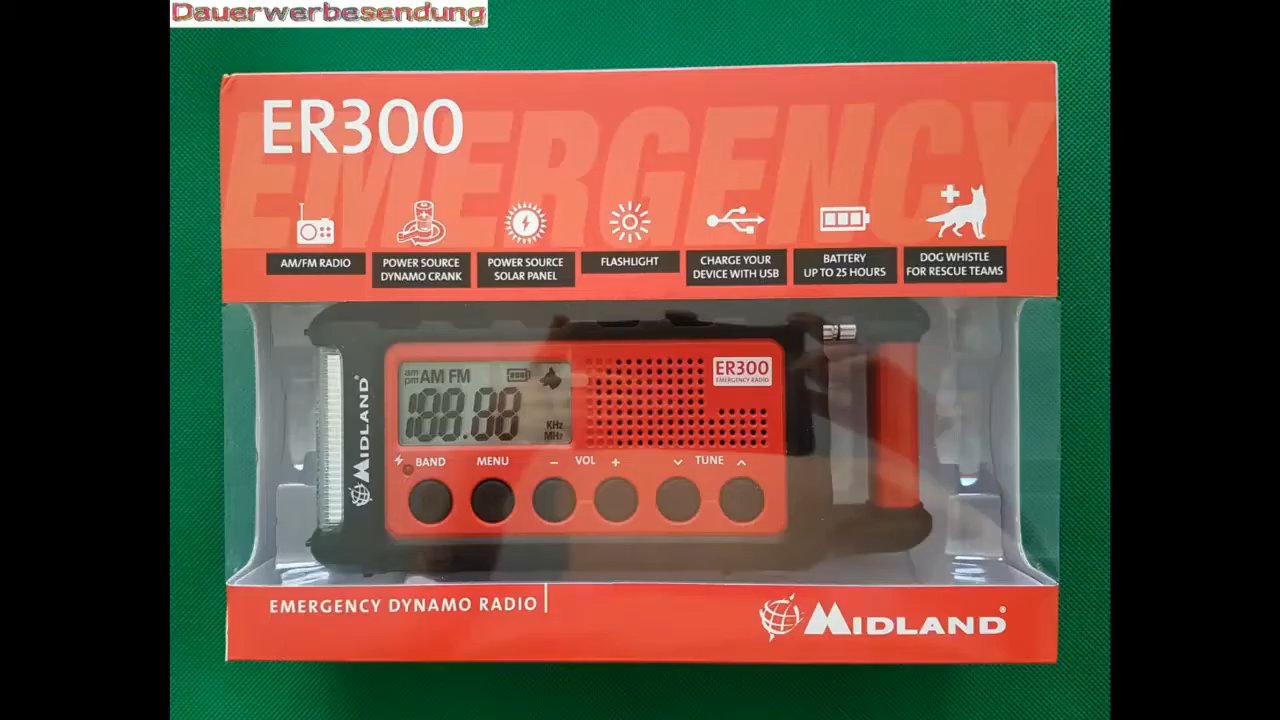 Dauerwerbesendung
ER300
EMERGENCY
AM/FM RADIO
POWER SOURCE
DYNAMO CRANK
POWER SOURCE
SOLAR PANEL
FLASHLIGHT
CHARGE YOUR
DEVICE WITH USB
BATTERY
UP TO 25 HOURS
DOG WHISTLE
FOR RESCUE TEAMS
MIDLAND®
am
pm
AM FM
188.88
KHz
MHz
ER300
EMERGENCY RADIO
BAND
MENU
− VOL +
TUNE
EMERGENCY DYNAMO RADIO
MIDLAND®